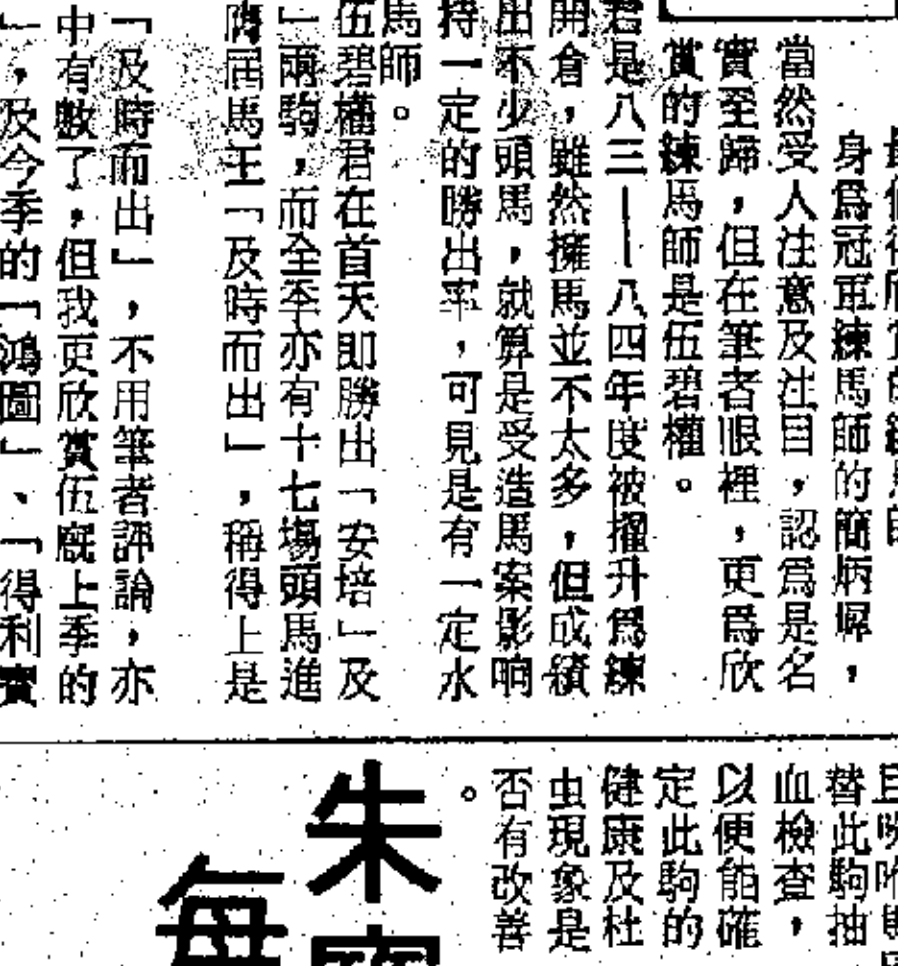 身為冠軍練馬師的簡炳墀，
當然受人注意及注目，認為是名
實至歸，但在筆者眼裡，更為欣
賞的練馬師是伍碧權。
君是八三—八四年度被擢升為練
開倉，雖然擁馬並不太多，但成績
出不少頭馬，就算是受造馬案影响
持一定的勝出率，可見是有一定水
馬師。
伍碧權君在首天即勝出「安培」及
」兩駒，而全季亦有十七場頭馬進
膺屆馬王「及時而出」，稱得上是
「及時而出」，不用筆者評論，亦
中有數了，但我更欣賞伍廐上季的
」，及今季的「鴻圖」、「得利寶
替此駒抽
血檢查，
以便能確
定此駒的
健康及杜
虫現象是
否有改善
。
朱
每